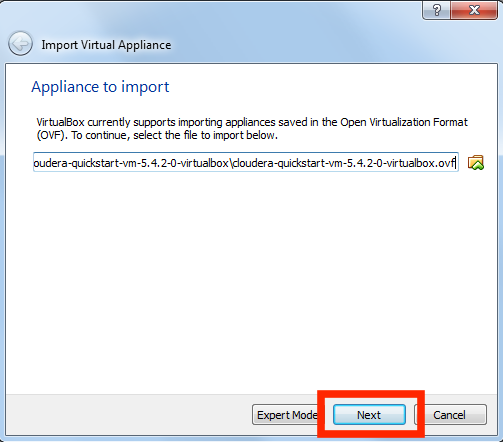 ?
Import Virtual Appliance
Appliance to import
VirtualBox currently supports importing appliances saved in the Open Virtualization Format
(OVF). To continue, select the file to import below.
oudera-quickstart-vm-5.4.2-0-virtualbox\cloudera-quickstart-vm-5.4.2-0-virtualbox.ovf
Expert Mode Next Cancel